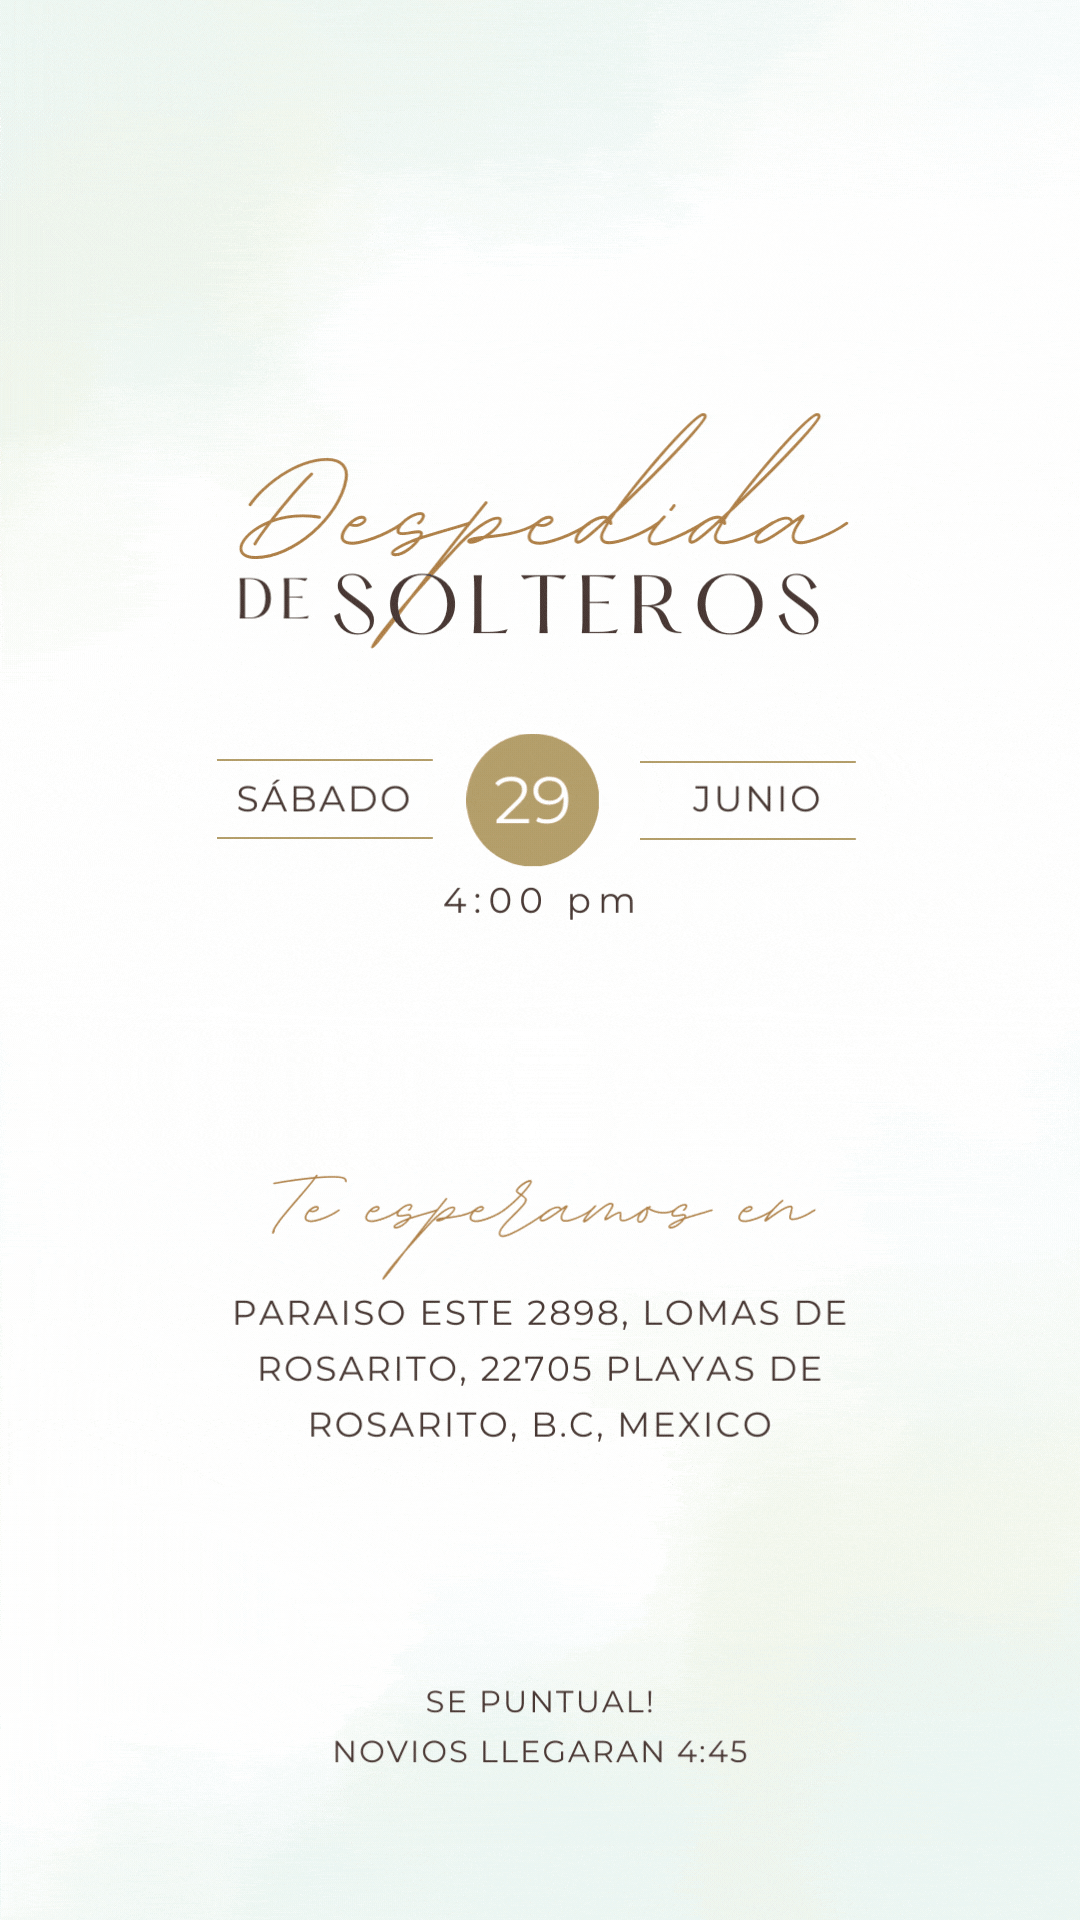 Despedida
DE SOLTEROS
SÁBADO 29 JUNIO
4:00 pm
Te esperamos en
PARAISO ESTE 2898, LOMAS DE
ROSARITO, 22705 PLAYAS DE
ROSARITO, B.C, MEXICO
SE PUNTUAL!
NOVIOS LLEGARAN 4:45